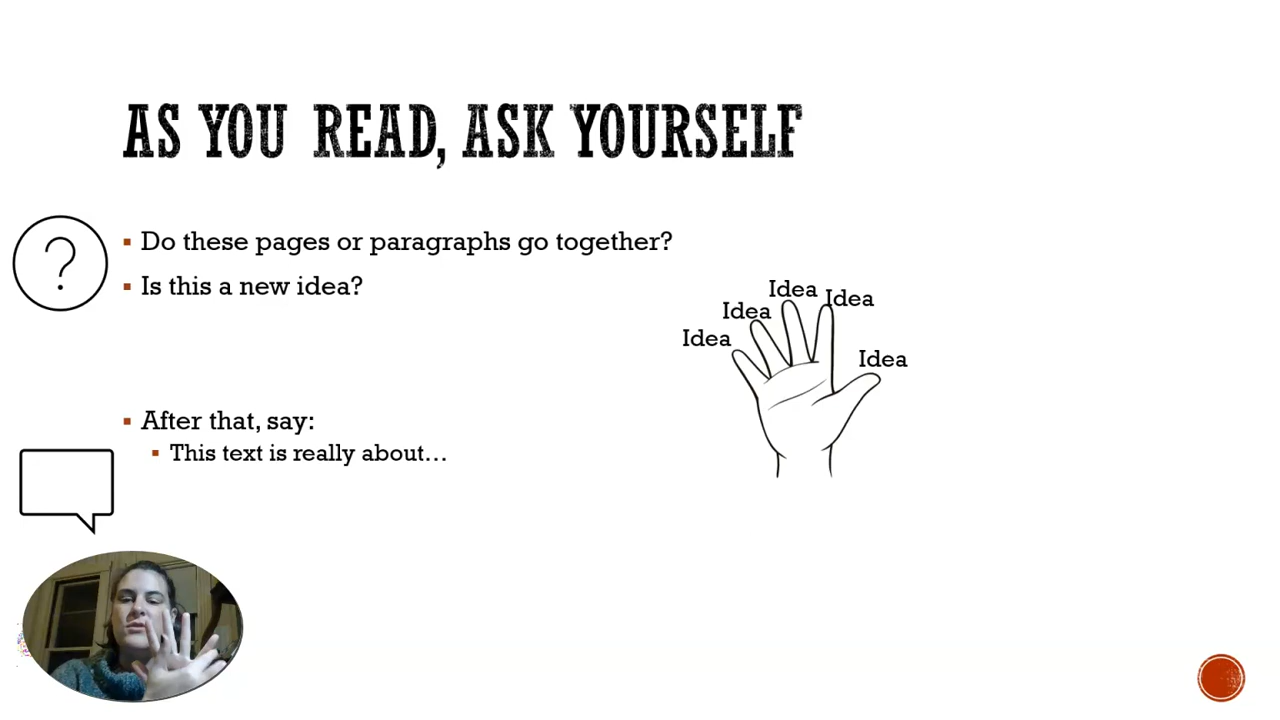 AS YOU READ, ASK YOURSELF
?
▪ Do these pages or paragraphs go together?
▪ Is this a new idea?
Idea
Idea
Idea
Idea
Idea
▪ After that, say:
▪ This text is really about...